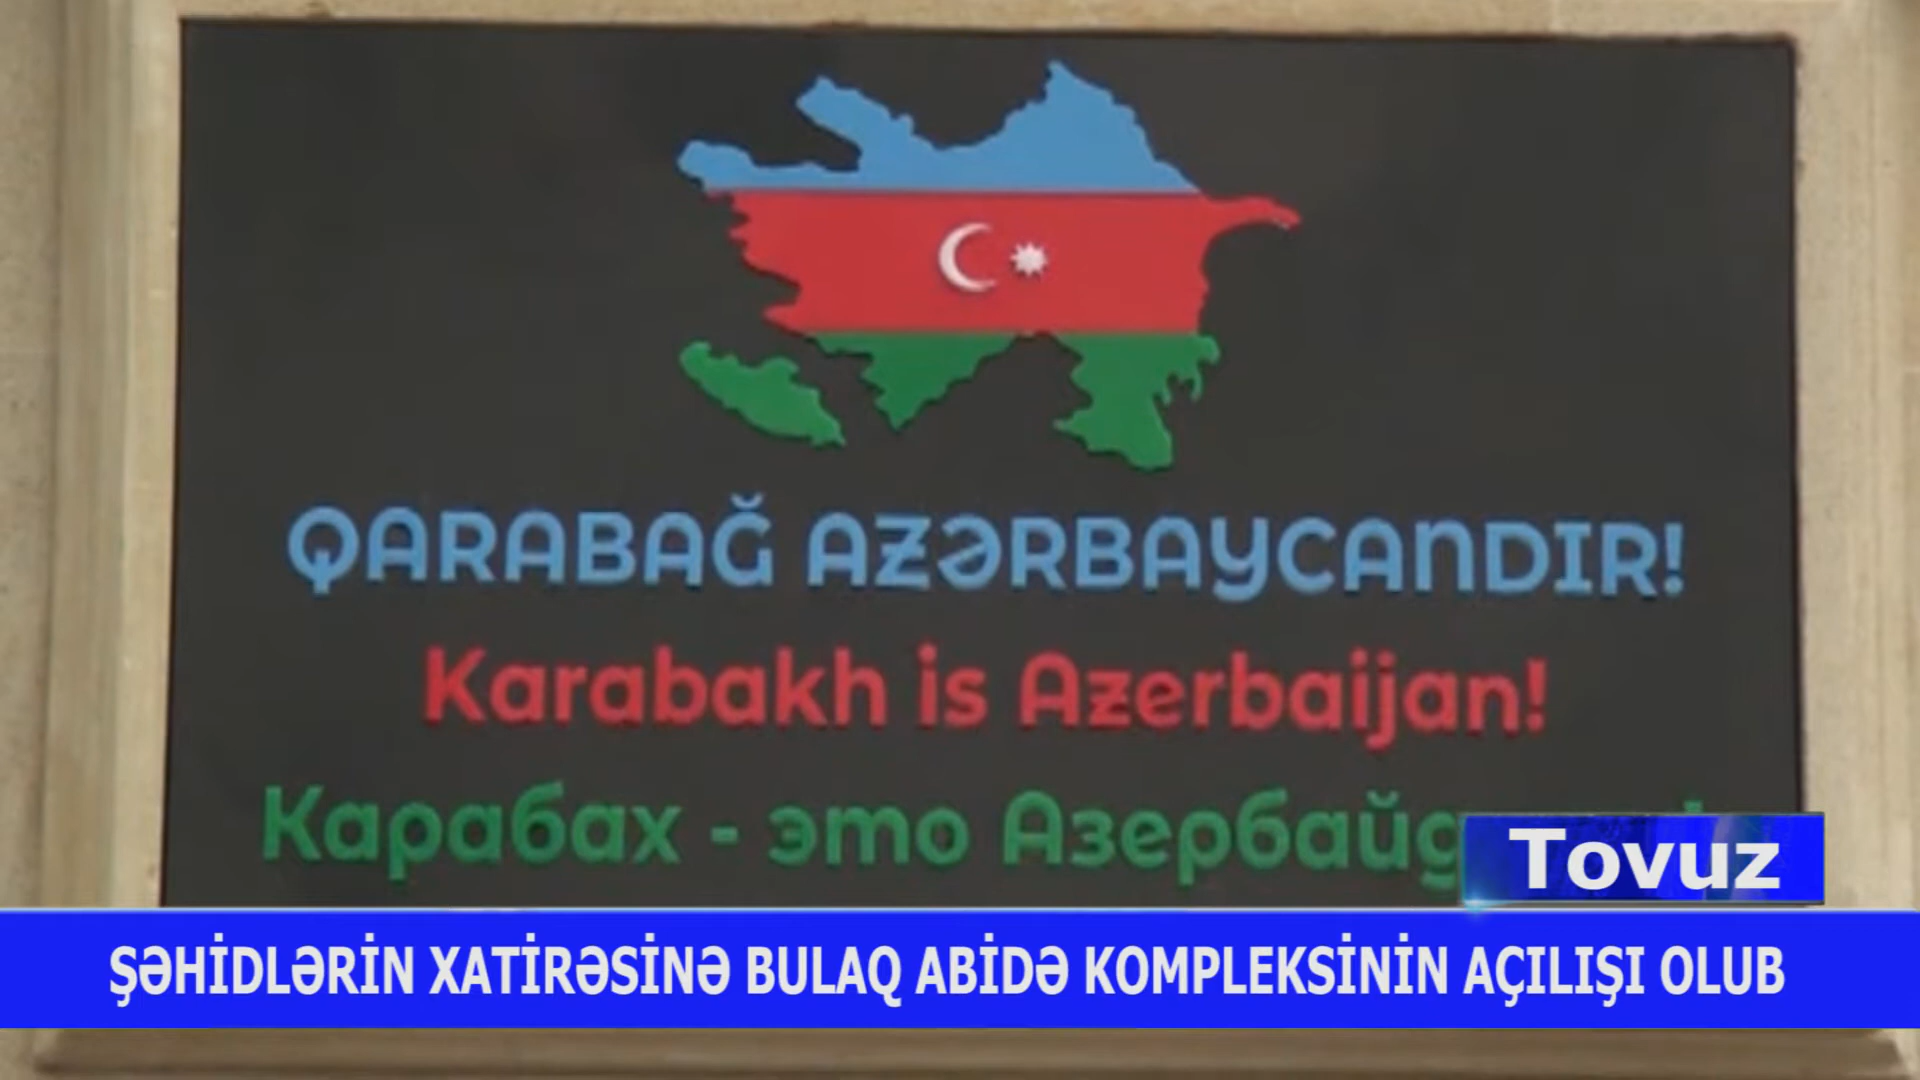 QARABAĞ AZƏRBAYCANDIR!
Karabakh is Azerbaijan!
Карабах - это
Tovuz
ŞƏHİDLƏRİN XATİRƏSİNƏ BULAQ ABİDƏ KOMPLEKSİNİN AÇILIŞI OLUB